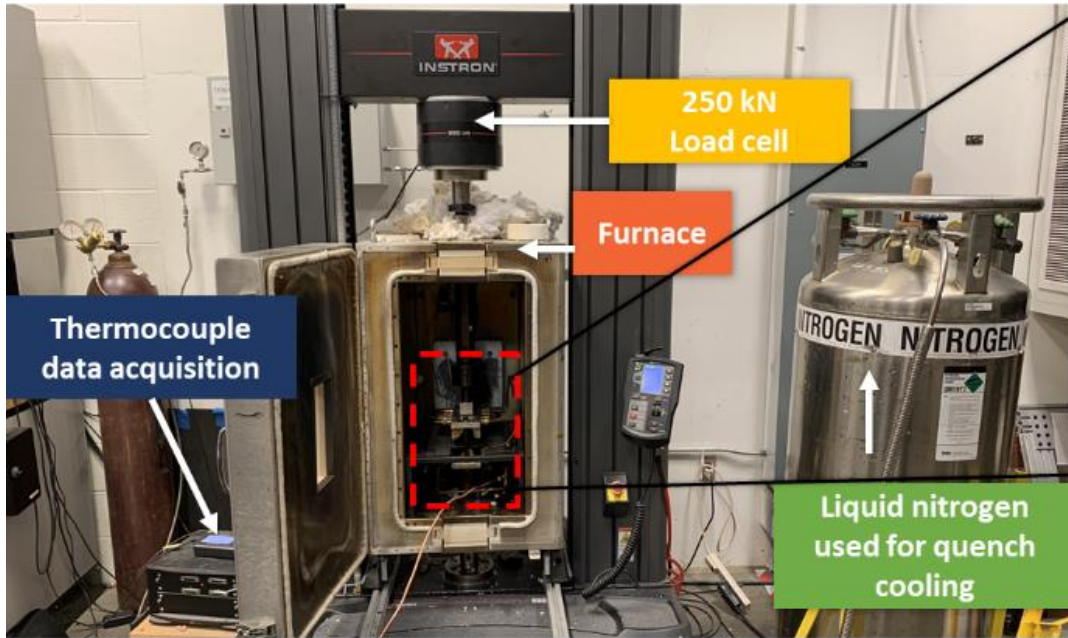 INSTRON
250 kN
Load cell
Furnace
Thermocouple
data acquisition
NITROGEN NITROGEN
Liquid nitrogen
used for quench
cooling